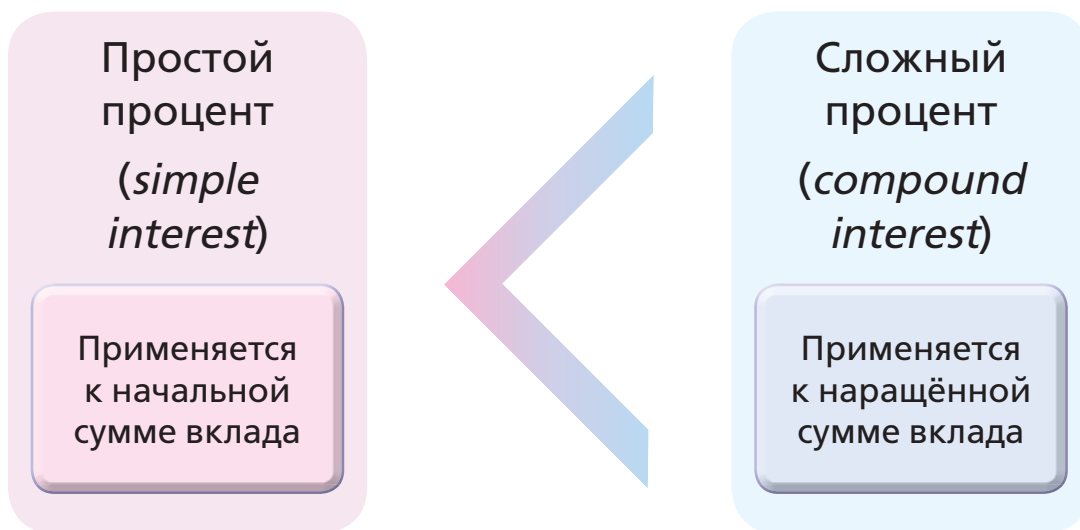 Простой
процент
(simple
interest)
Применяется
к начальной
сумме вклада
Сложный
процент
(compound
interest)
Применяется
к наращённой
сумме вклада